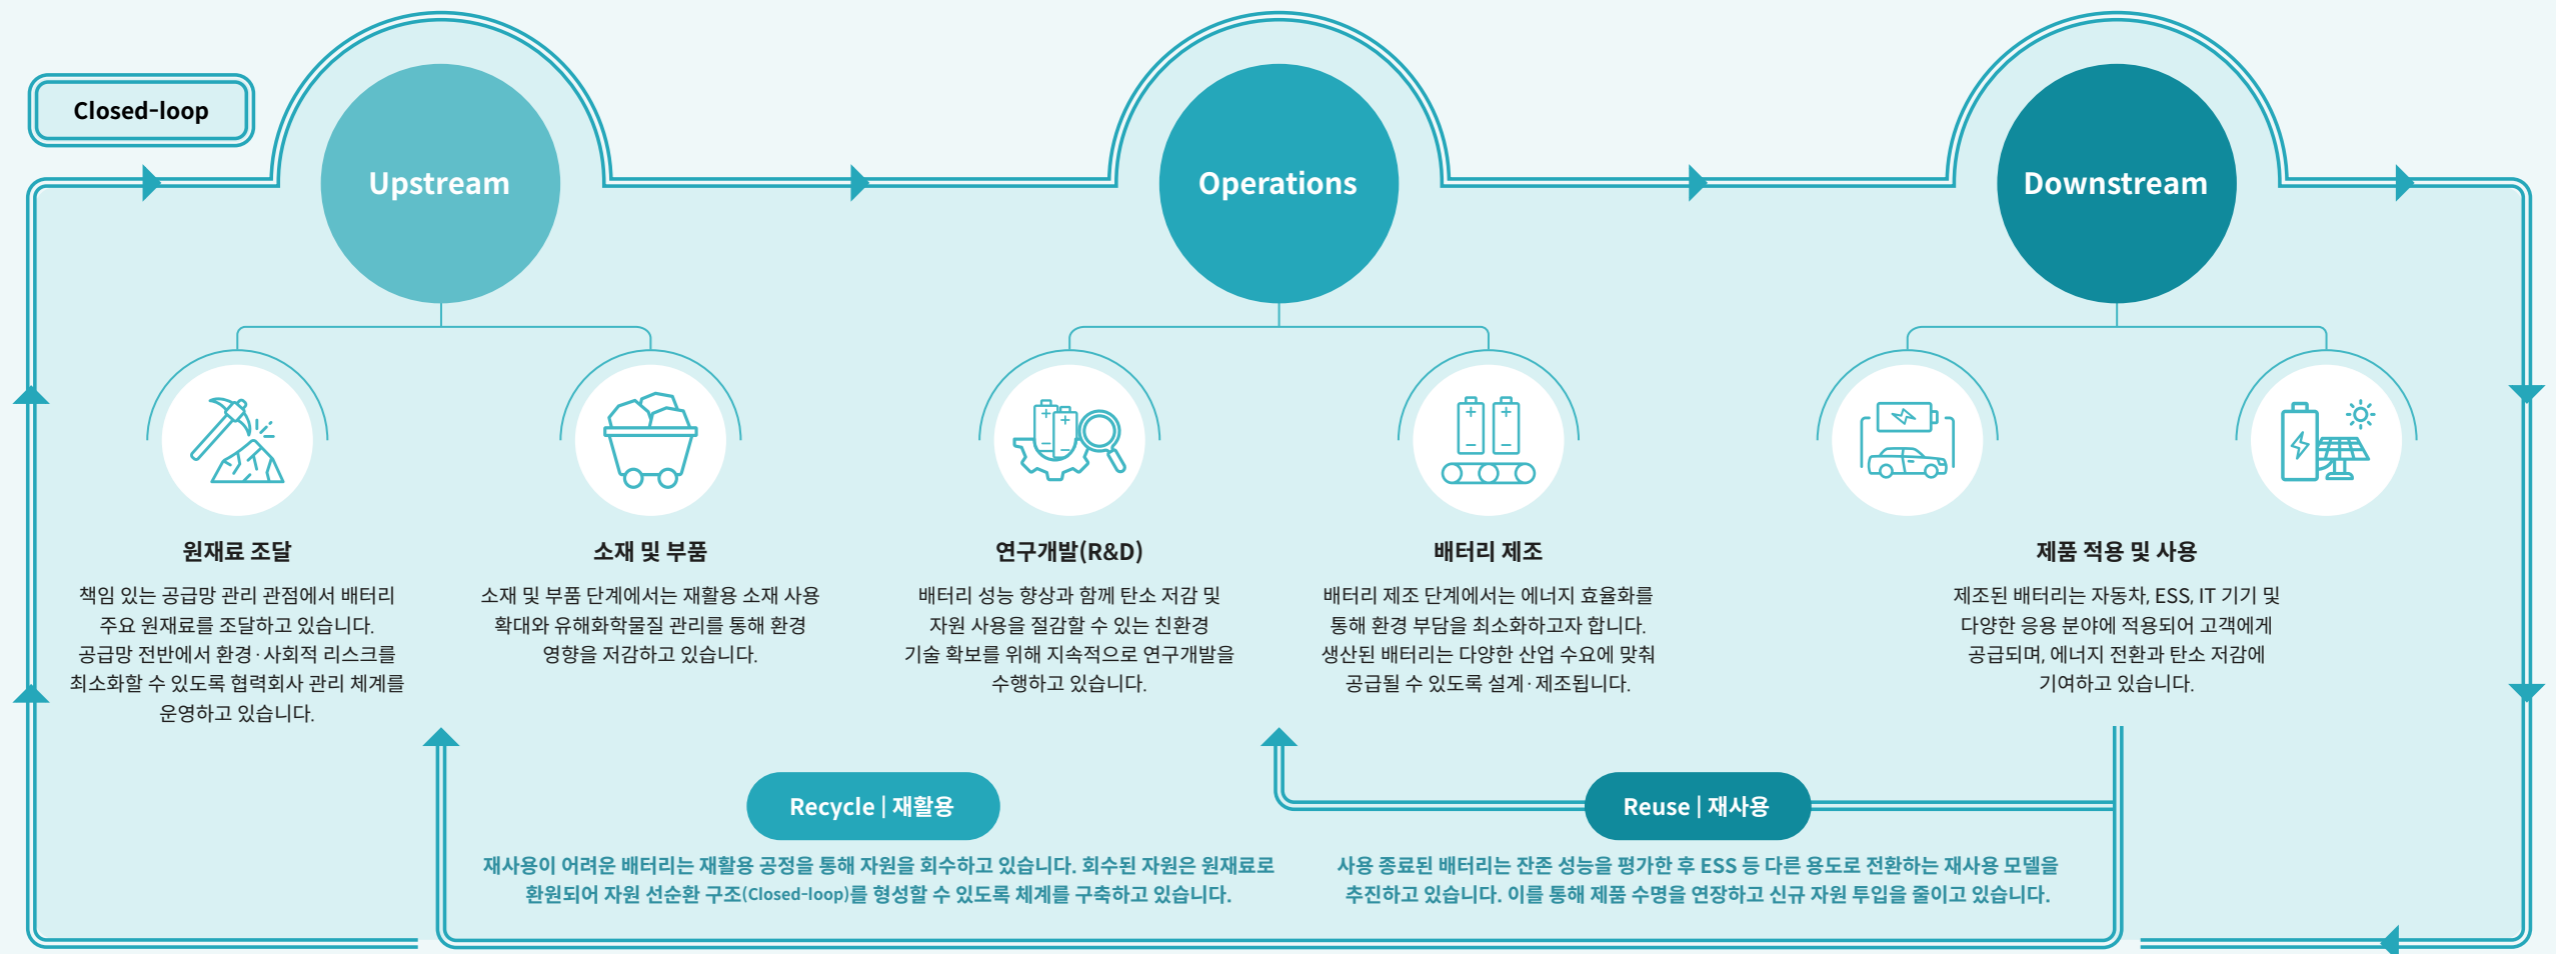 Closed-loop
Upstream
Operations
Downstream
원재료 조달
책임 있는 공급망 관리 관점에서 배터리
주요 원재료를 조달하고 있습니다.
공급망 전반에서 환경·사회적 리스크를
최소화할 수 있도록 협력회사 관리 체계를
운영하고 있습니다.
소재 및 부품
소재 및 부품 단계에서는 재활용 소재 사용
확대와 유해화학물질 관리를 통해 환경
영향을 저감하고 있습니다.
연구개발(R&D)
배터리 성능 향상과 함께 탄소 저감 및
자원 사용을 절감할 수 있는 친환경
기술 확보를 위해 지속적으로 연구개발을
수행하고 있습니다.
배터리 제조
배터리 제조 단계에서는 에너지 효율화를
통해 환경 부담을 최소화하고자 합니다.
생산된 배터리는 다양한 산업 수요에 맞춰
공급될 수 있도록 설계·제조됩니다.
제품 적용 및 사용
제조된 배터리는 자동차, ESS, IT 기기 및
다양한 응용 분야에 적용되어 고객에게
공급되며, 에너지 전환과 탄소 저감에
기여하고 있습니다.
Recycle | 재활용
재사용이 어려운 배터리는 재활용 공정을 통해 자원을 회수하고 있습니다. 회수된 자원은 원재료로
환원되어 자원 선순환 구조(Closed-loop)를 형성할 수 있도록 체계를 구축하고 있습니다.
Reuse | 재사용
사용 종료된 배터리는 잔존 성능을 평가한 후 ESS 등 다른 용도로 전환하는 재사용 모델을
추진하고 있습니다. 이를 통해 제품 수명을 연장하고 신규 자원 투입을 줄이고 있습니다.